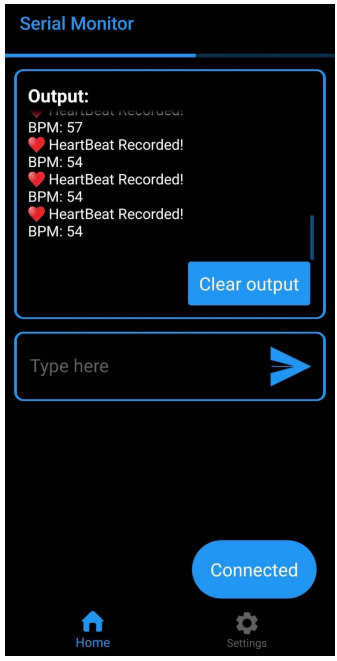 Serial Monitor
Output:
❤️ HeartBeat Recorded!
BPM: 57
❤️ HeartBeat Recorded!
BPM: 54
❤️ HeartBeat Recorded!
BPM: 54
❤️ HeartBeat Recorded!
BPM: 54
Clear output
Type here
Connected
Home
Settings